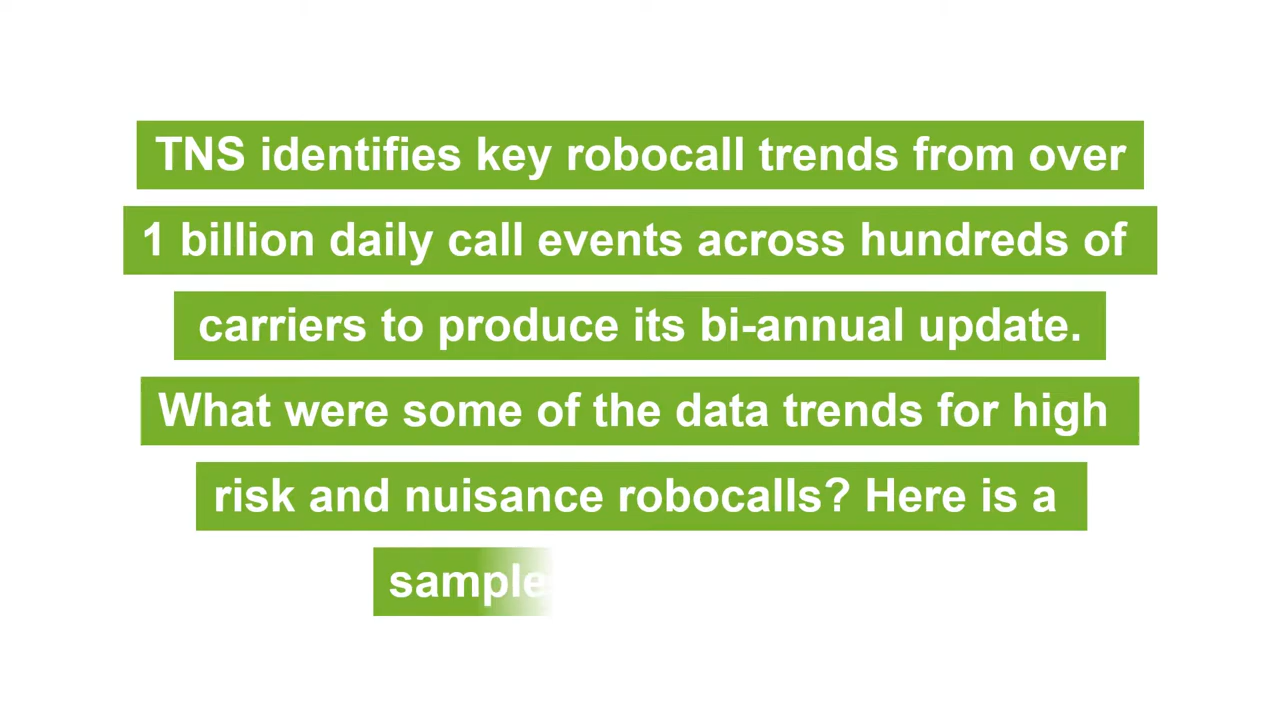 TNS identifies key robocall trends from over
1 billion daily call events across hundreds of
carriers to produce its bi-annual update.
What were some of the data trends for high
risk and nuisance robocalls? Here is a
sample